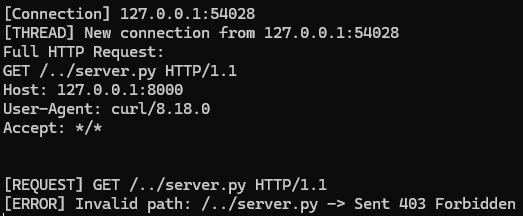 [Connection] 127.0.0.1:54028
[THREAD] New connection from 127.0.0.1:54028
Full HTTP Request:
GET /../server.py HTTP/1.1
Host: 127.0.0.1:8000
User-Agent: curl/8.18.0
Accept: */*
[REQUEST] GET /../server.py HTTP/1.1
[ERROR] Invalid path: /../server.py -> Sent 403 Forbidden